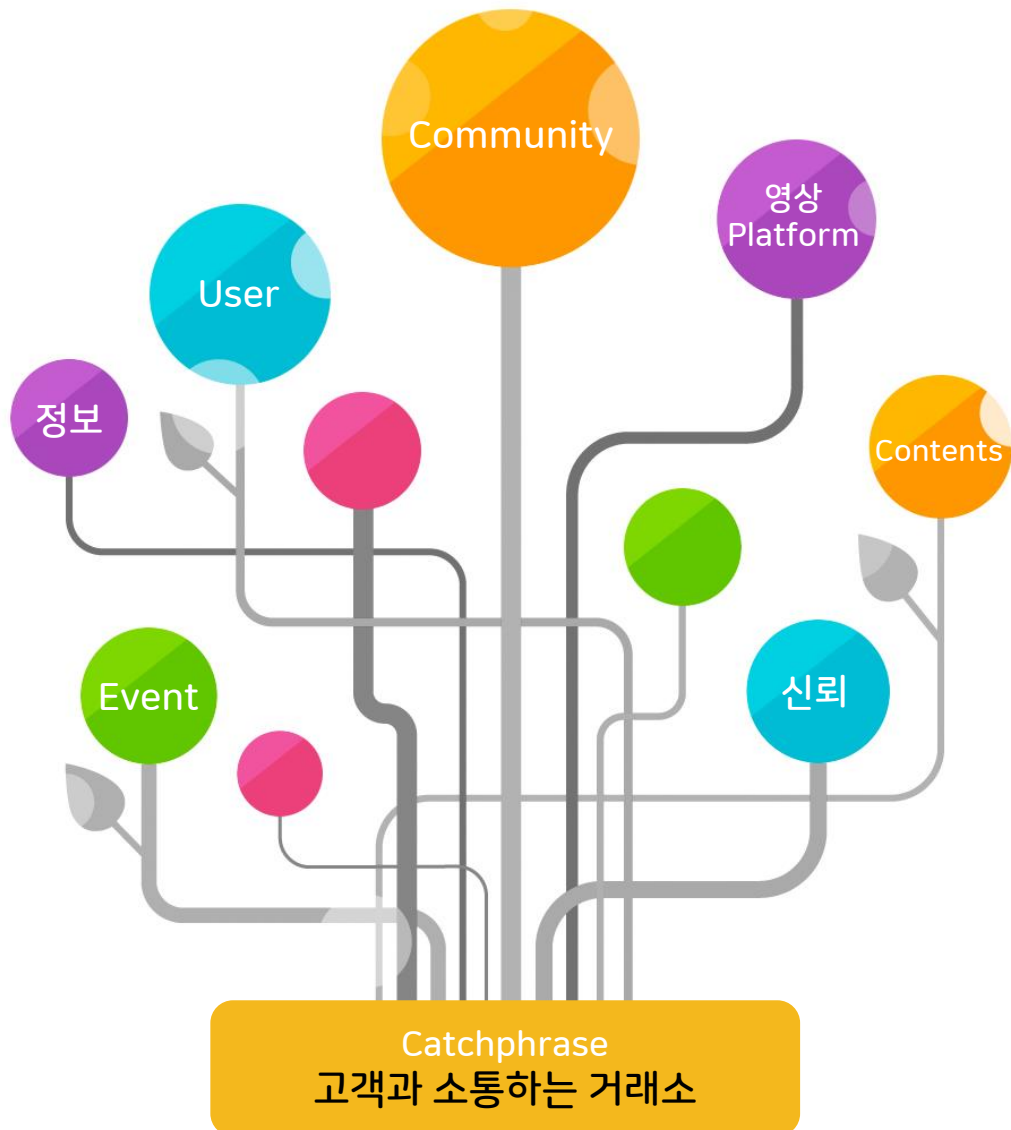 Community
영상
Platform
User
정보
Contents
Event
신뢰
Catchphrase
고객과 소통하는 거래소